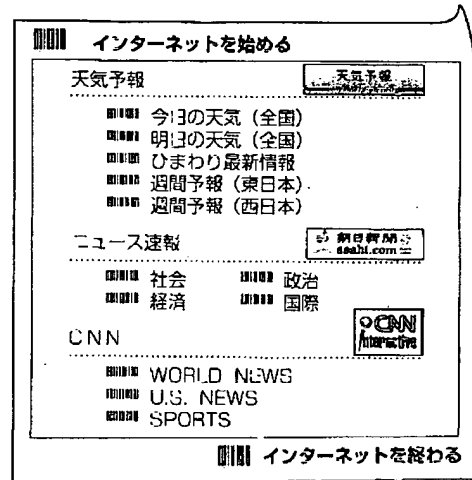 インターネットを始める
天気予報 天気予報
今日の天気（全国）
明日の天気（全国）
ひまわり最新情報
週間予報（東日本）
週間予報（西日本）
ニュース速報 朝日新聞
asahi.com
社会 政治
経済 国際
CNN CNN
Interactive
WORLD NEWS
U.S. NEWS
SPORTS
インターネットを終わる